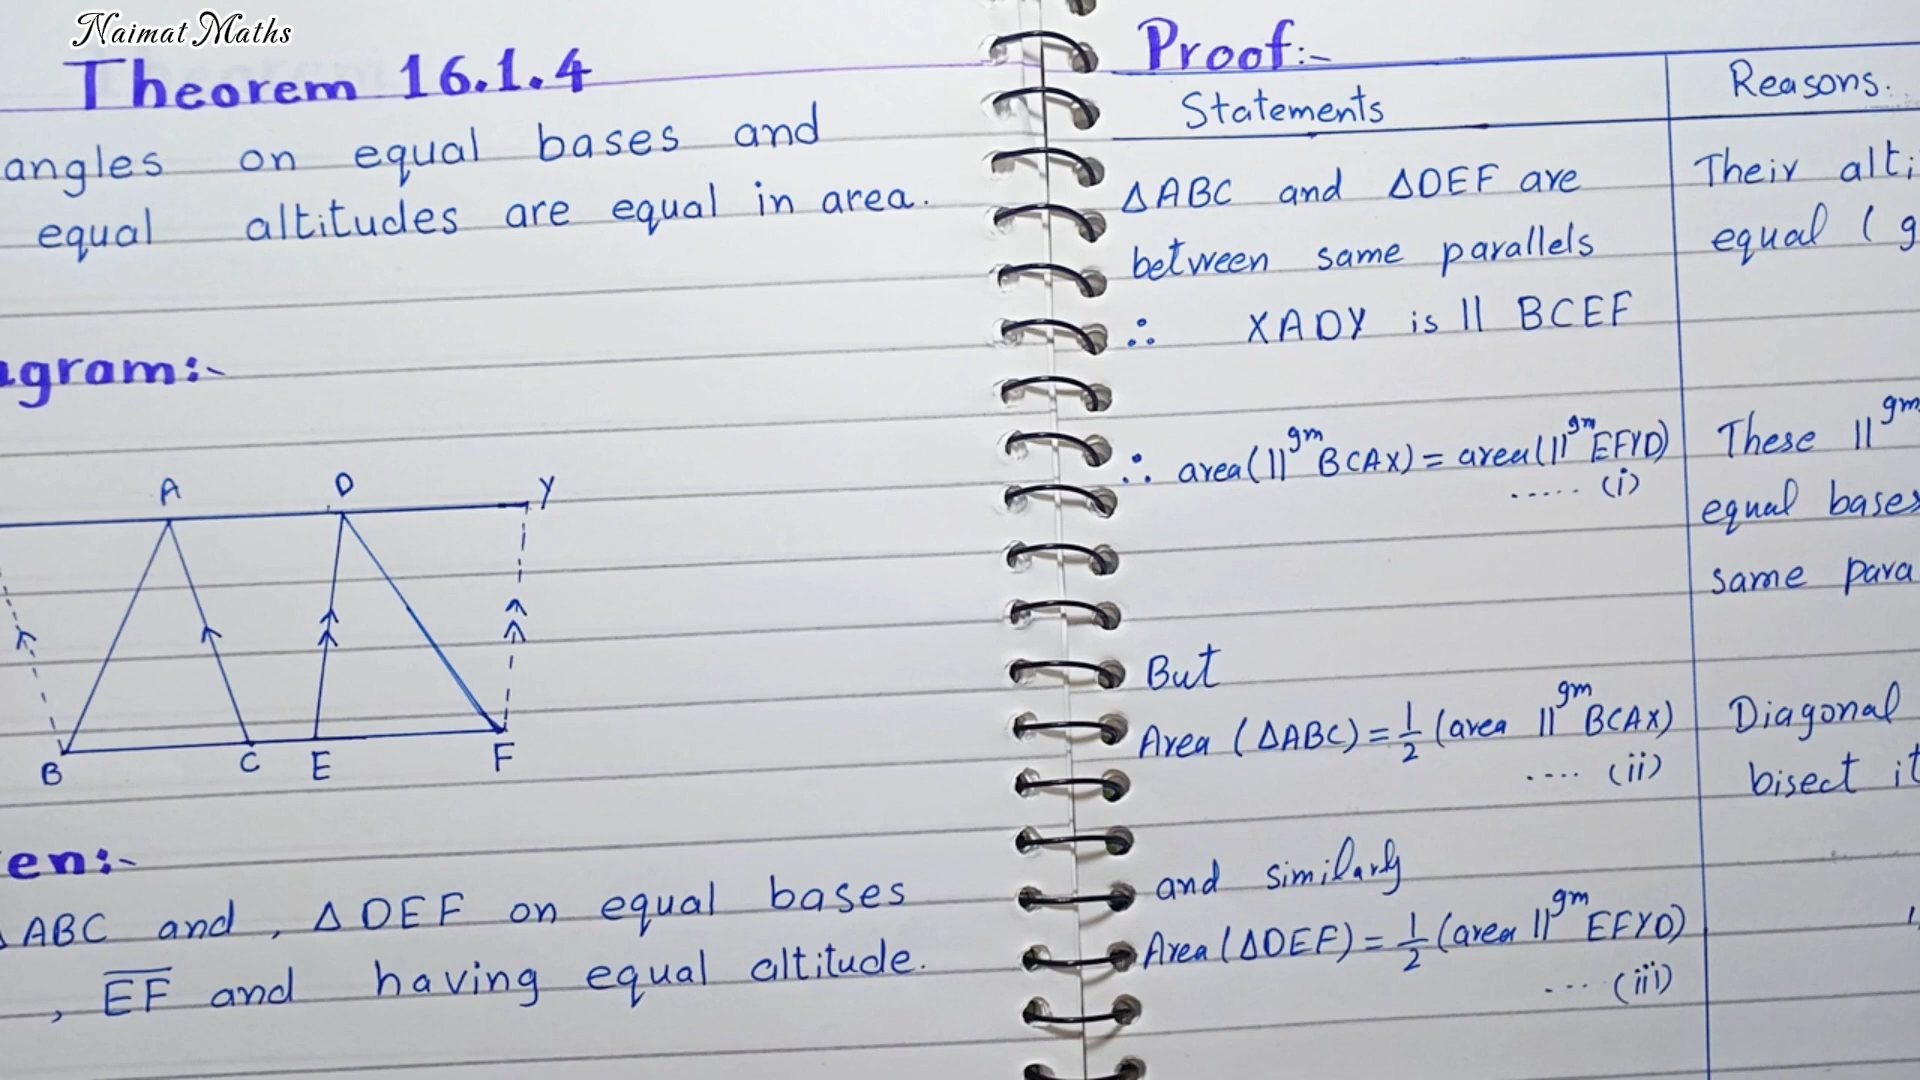 Naimat Maths
Theorem 16.1.4
angles on equal bases and
equal altitudes are equal in area.
agram:-
A D Y
B C E F
en:-
ΔABC and, ΔDEF on equal bases
, E̅F̅ and having equal altitude.
Proof:-
Statements
Reasons.
ΔABC and ΔDEF are
between same parallels
∴ XADY is || BCEF
Their alti
equal (g
∴ area(||gm BCAX) = area(||gm EFYD)
..... (i)
These ||gm
equal bases
same para
But
Area (ΔABC) = 1/2 (area ||gm BCAX)
.... (ii)
Diagonal
bisect it
and similarly
Area (ΔDEF) = 1/2 (area ||gm EFYD)
... (iii)